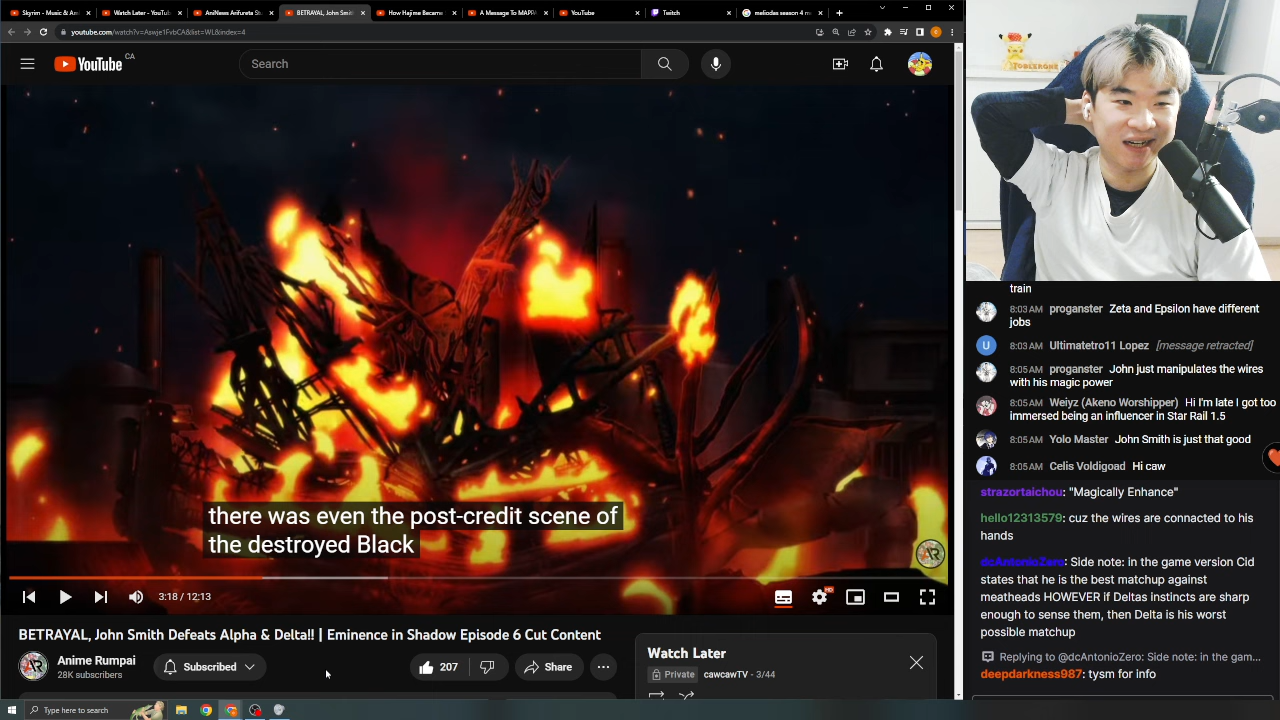 Skyrim - Music & An
Watch Later - YouTu
AniNews Arifureta St
BETRAYAL, John Smit
How Hajime Became
A Message To MAPPA
YouTube
Twitch
meliodas season 4 m
youtube.com/watch?v=Aswje1FvbCA&list=WL&index=4
YouTube CA
Search
TOBLERONE
there was even the post-credit scene of
the destroyed Black
AR
3:18 / 12:13
HD
BETRAYAL, John Smith Defeats Alpha & Delta!! | Eminence in Shadow Episode 6 Cut Content
Anime Rumpai
28K subscribers
Subscribed
207
Share
Watch Later
Private cawcawTV - 3/44
Type here to search
train
8:03 AM proganster Zeta and Epsilon have different
jobs
U 8:03 AM Ultimatetro11 Lopez [message retracted]
8:05 AM proganster John just manipulates the wires
with his magic power
8:05 AM Weiyz (Akeno Worshipper) Hi I'm late I got too
immersed being an influencer in Star Rail 1.5
8:05 AM Yolo Master John Smith is just that good
8:05 AM Celis Voldigoad Hi caw
strazortaichou: "Magically Enhance"
hello12313579: cuz the wires are connacted to his
hands
dcAntonioZero: Side note: in the game version Cid
states that he is the best matchup against
meatheads HOWEVER if Deltas instincts are sharp
enough to sense them, then Delta is his worst
possible matchup
Replying to @dcAntonioZero: Side note: in the gam...
deepdarkness987: tysm for info